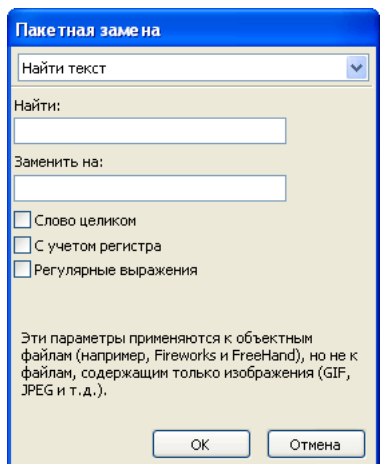 Пакетная замена
Найти текст
Найти:
Заменить на:
Слово целиком
С учетом регистра
Регулярные выражения
Эти параметры применяются к объектным
файлам (например, Fireworks и FreeHand), но не к
файлам, содержащим только изображения (GIF,
JPEG и т.д.).
OK
Отмена